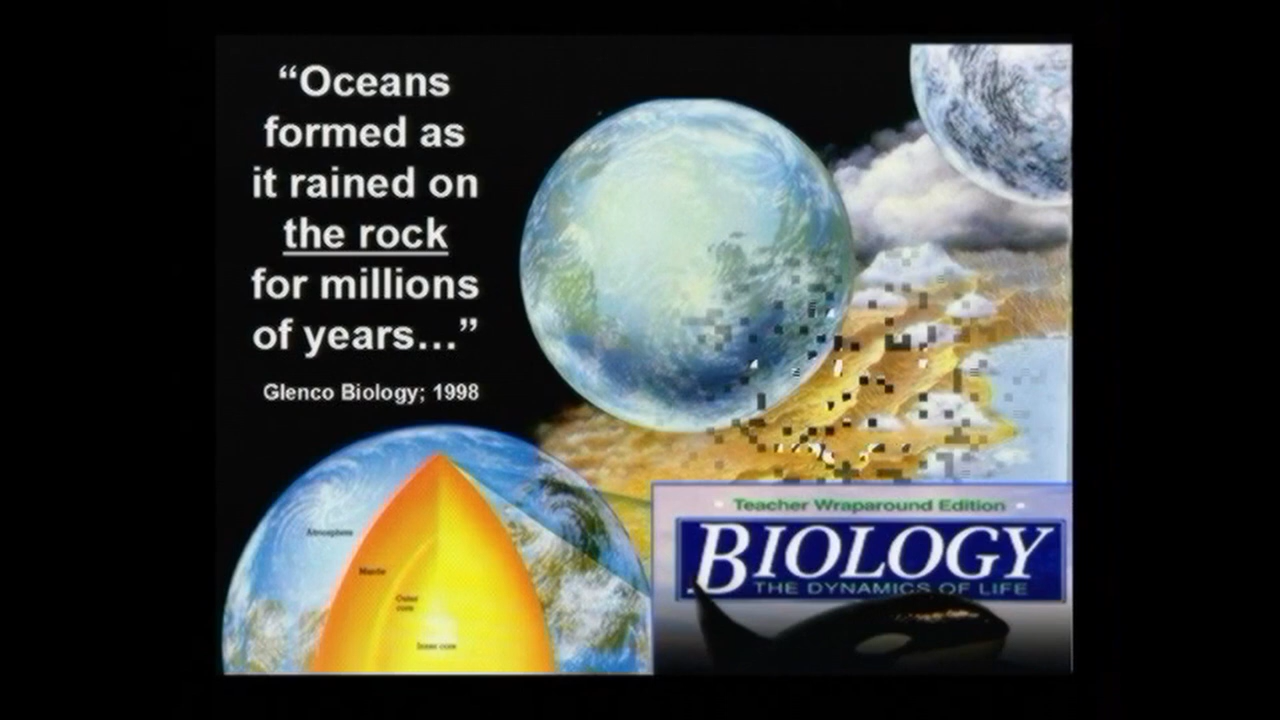 “Oceans
formed as
it rained on
the rock
for millions
of years…”
Glenco Biology; 1998
Atmosphere
Mantle
Outer
core
Inner core
Teacher Wraparound Edition
BIOLOGY
THE DYNAMICS OF LIFE